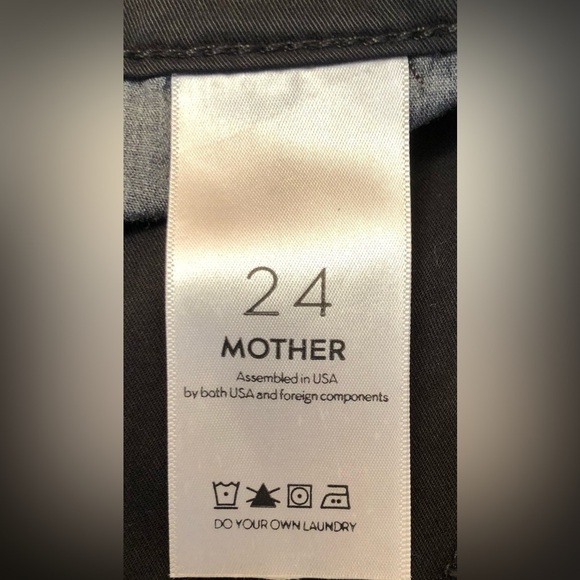 24
MOTHER
Assembled in USA
by both USA and foreign components
DO YOUR OWN LAUNDRY